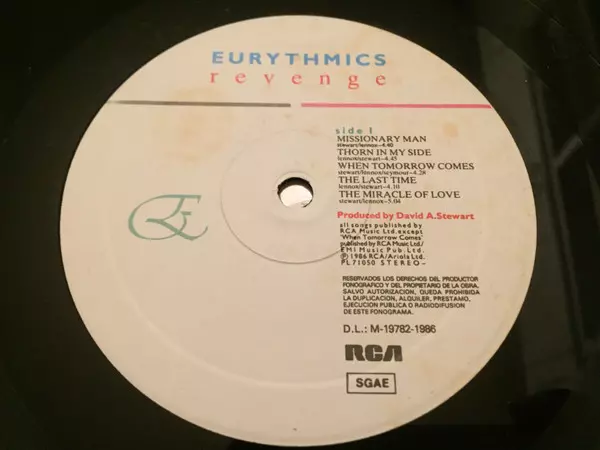 EURYTHMICS
revenge
side 1
MISSIONARY MAN
stewart/lennox-4.40
THORN IN MY SIDE
lennox/stewart-4.45
WHEN TOMORROW COMES
stewart/lennox/seymour-4.28
THE LAST TIME
lennox/stewart-4.10
THE MIRACLE OF LOVE
stewart/lennox-5.04
Produced by David A.Stewart
all songs published by
RCA Music Ltd. except
'When Tomorrow Comes'
published by RCA Music Ltd./
EMI Music Pub. Ltd.
℗ 1986 RCA/Ariola Ltd.
PL71050 STEREO-
RESERVADOS LOS DERECHOS DEL PRODUCTOR
FONOGRAFICO Y DEL PROPIETARIO DE LA OBRA.
SALVO AUTORIZACION, QUEDA PROHIBIDA
LA DUPLICACION, ALQUILER, PRESTAMO,
EJECUCION PUBLICA O RADIODIFUSION
DE ESTE FONOGRAMA.
D.L.: M-19782-1986
RCA
SGAE